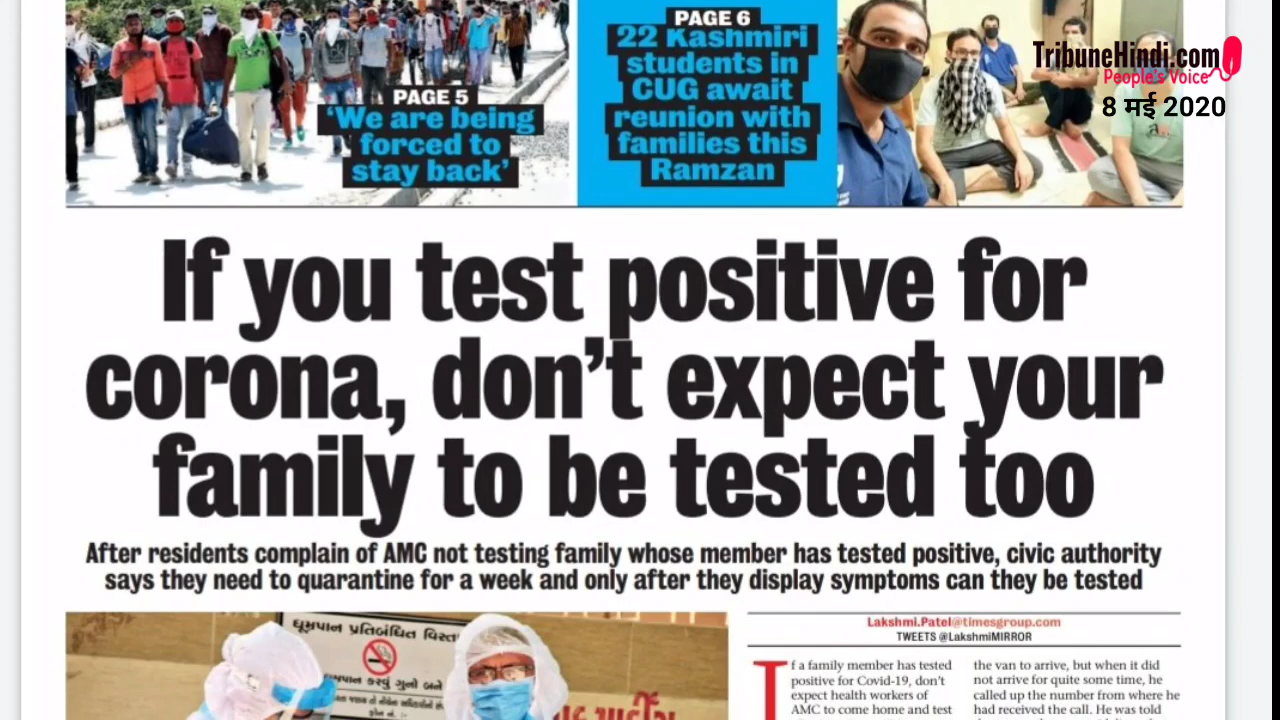 PAGE 5
'We are being
forced to
stay back'
PAGE 6
22 Kashmiri
students in
CUG await
reunion with
families this
Ramzan
TribuneHindi.com
People's Voice
8 मई 2020
If you test positive for
corona, don't expect your
family to be tested too
After residents complain of AMC not testing family whose member has tested positive, civic authority
says they need to quarantine for a week and only after they display symptoms can they be tested
ધૂમ્રપાન પ્રતિબંધિત
કરવું ગુનો બને
Lakshmi.Patel@timesgroup.com
TWEETS @LakshmiMIRROR
If a family member has tested
positive for Covid-19, don't
expect health workers of
AMC to come home and test
the van to arrive, but when it did
not arrive for quite some time, he
called up the number from where he
had received the call. He was told